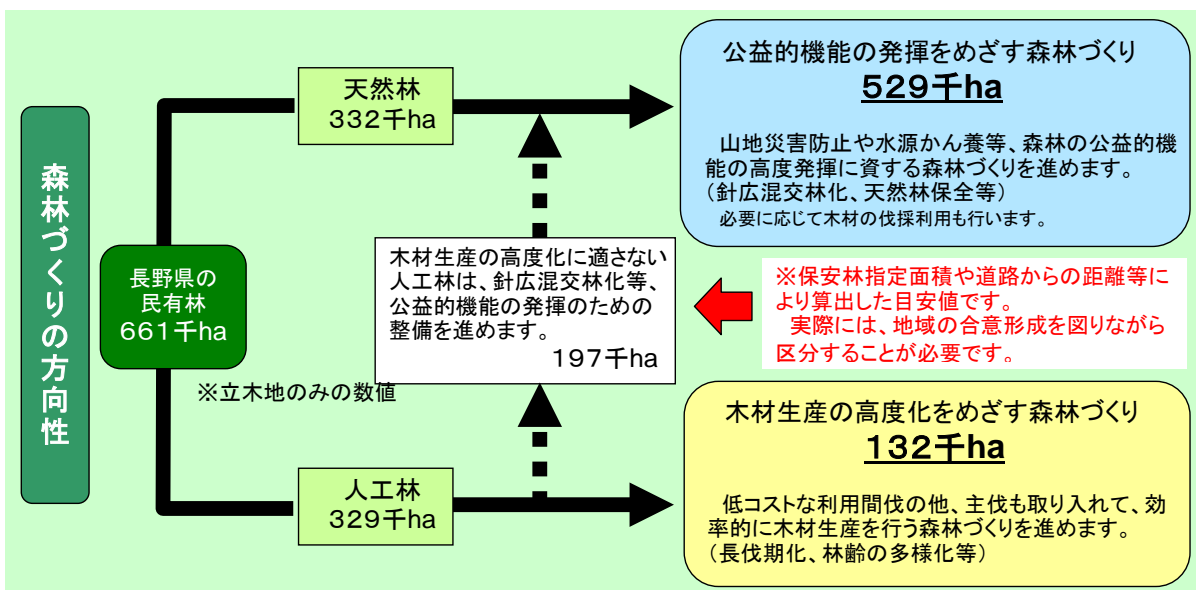 森林づくりの方向性
長野県の
民有林
661千ha
※立木地のみの数値
天然林
332千ha
人工林
329千ha
木材生産の高度化に適さない
人工林は、針広混交林化等、
公益的機能の発揮のための
整備を進めます。
197千ha
公益的機能の発揮をめざす森林づくり
529千ha
山地災害防止や水源かん養等、森林の公益的機
能の高度発揮に資する森林づくりを進めます。
(針広混交林化、天然林保全等)
必要に応じて木材の伐採利用も行います。
※保安林指定面積や道路からの距離等に
より算出した目安値です。
実際には、地域の合意形成を図りながら
区分することが必要です。
木材生産の高度化をめざす森林づくり
132千ha
低コストな利用間伐の他、主伐も取り入れて、効
率的に木材生産を行う森林づくりを進めます。
(長伐期化、林齢の多様化等)